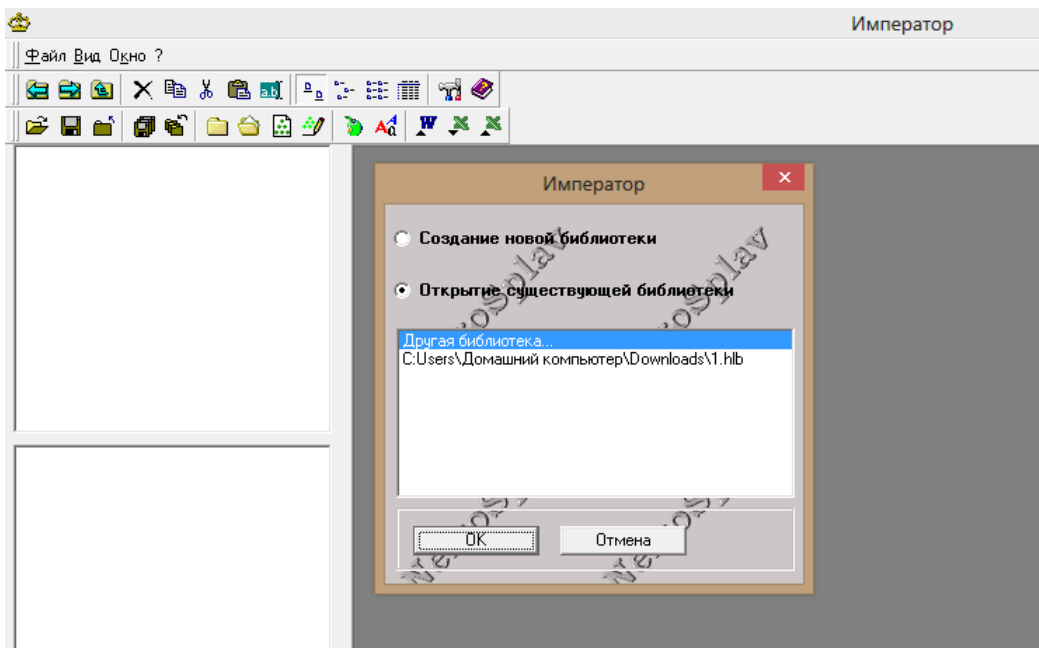 Император
Файл Вид Окно ?
Император
Создание новой библиотеки
Открытие существующей библиотеки
Другая библиотека...
C:\Users\Домашний компьютер\Downloads\1.hlb
OK
Отмена